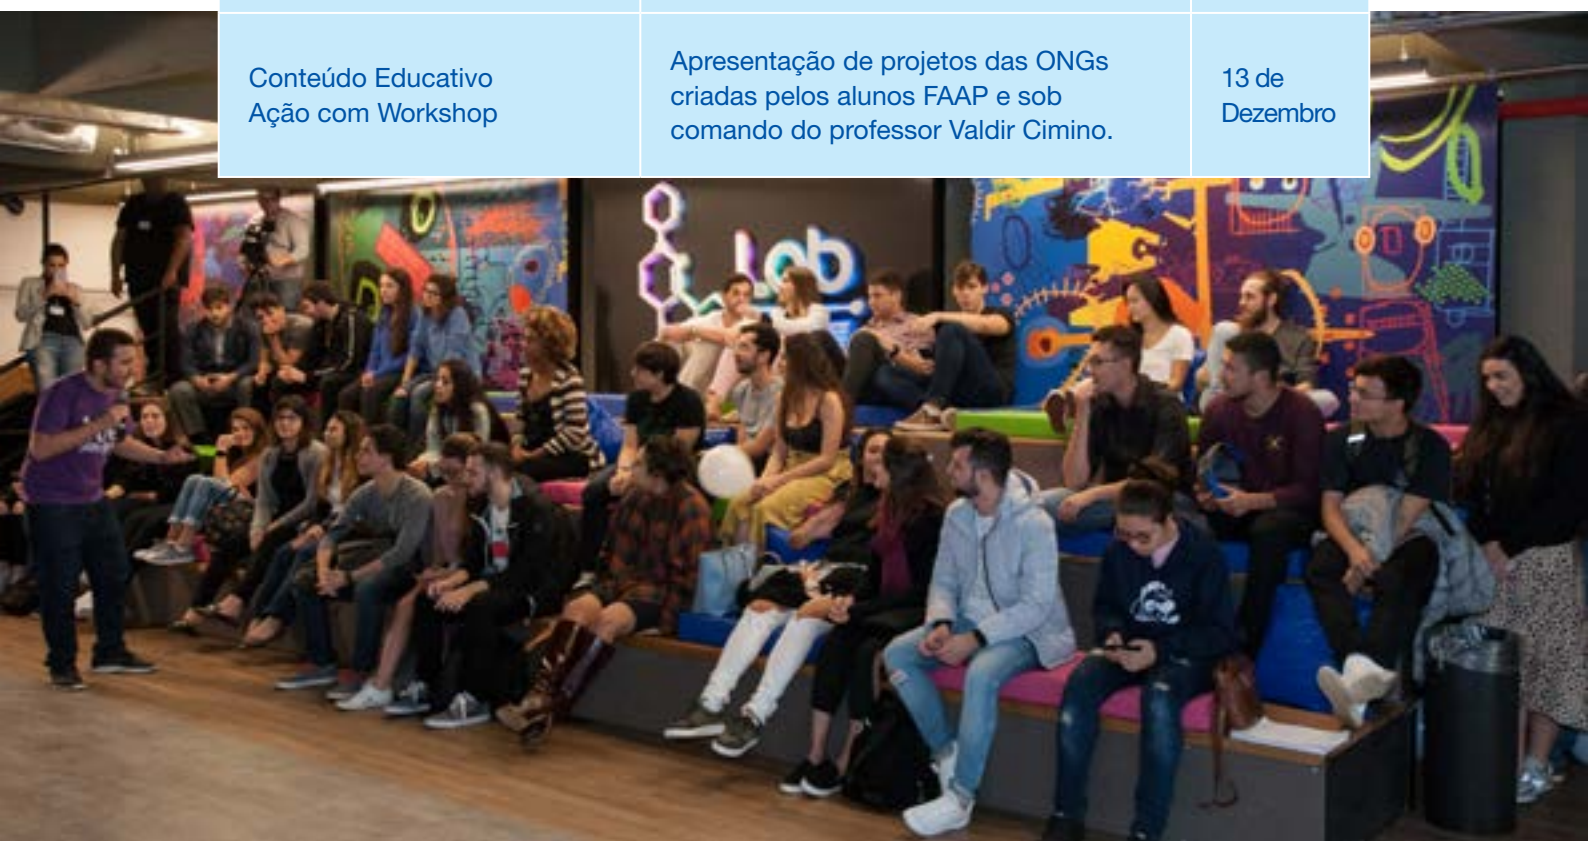 Conteúdo Educativo
Ação com Workshop
Apresentação de projetos das ONGs
criadas pelos alunos FAAP e sob
comando do professor Valdir Cimino.
13 de
Dezembro
Lab